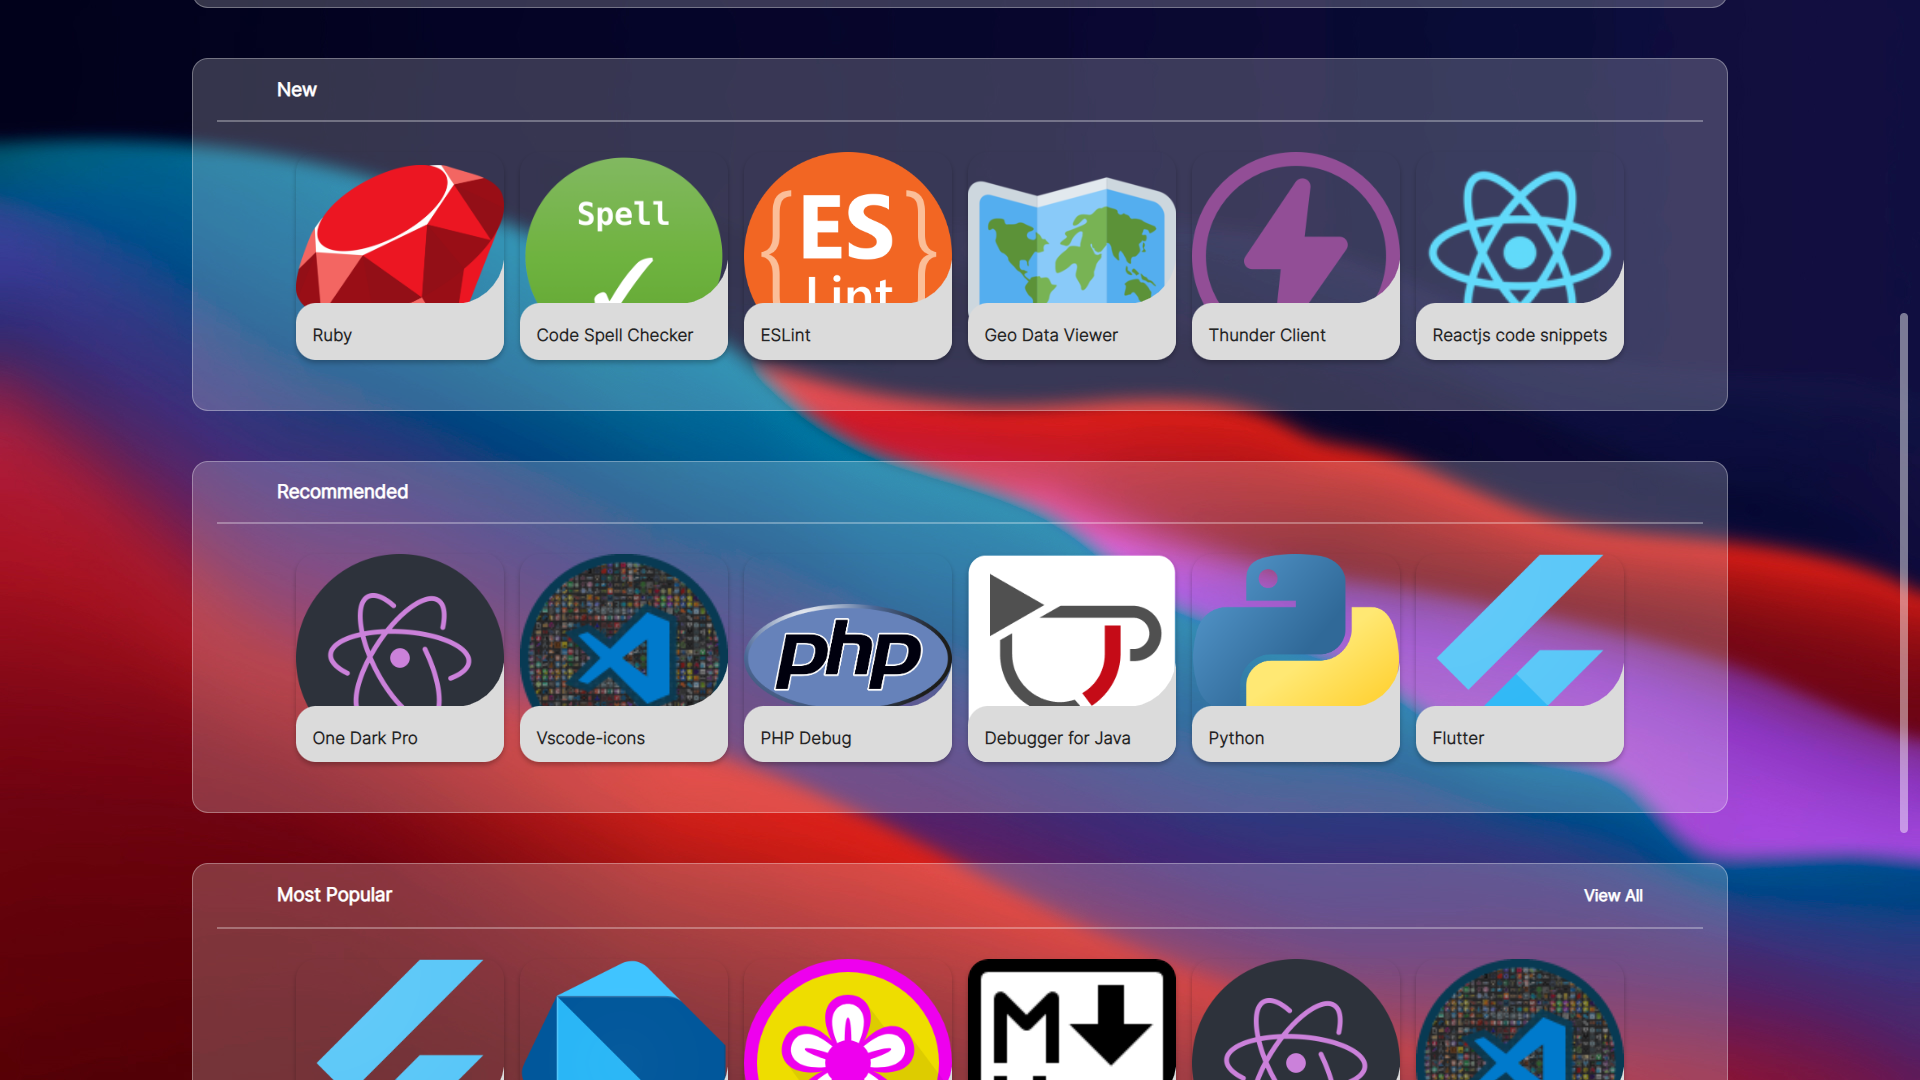 New
Spell
ES
Lint
Ruby
Code Spell Checker
ESLint
Geo Data Viewer
Thunder Client
Reactjs code snippets
Recommended
php
One Dark Pro
Vscode-icons
PHP Debug
Debugger for Java
Python
Flutter
Most Popular
View All
M